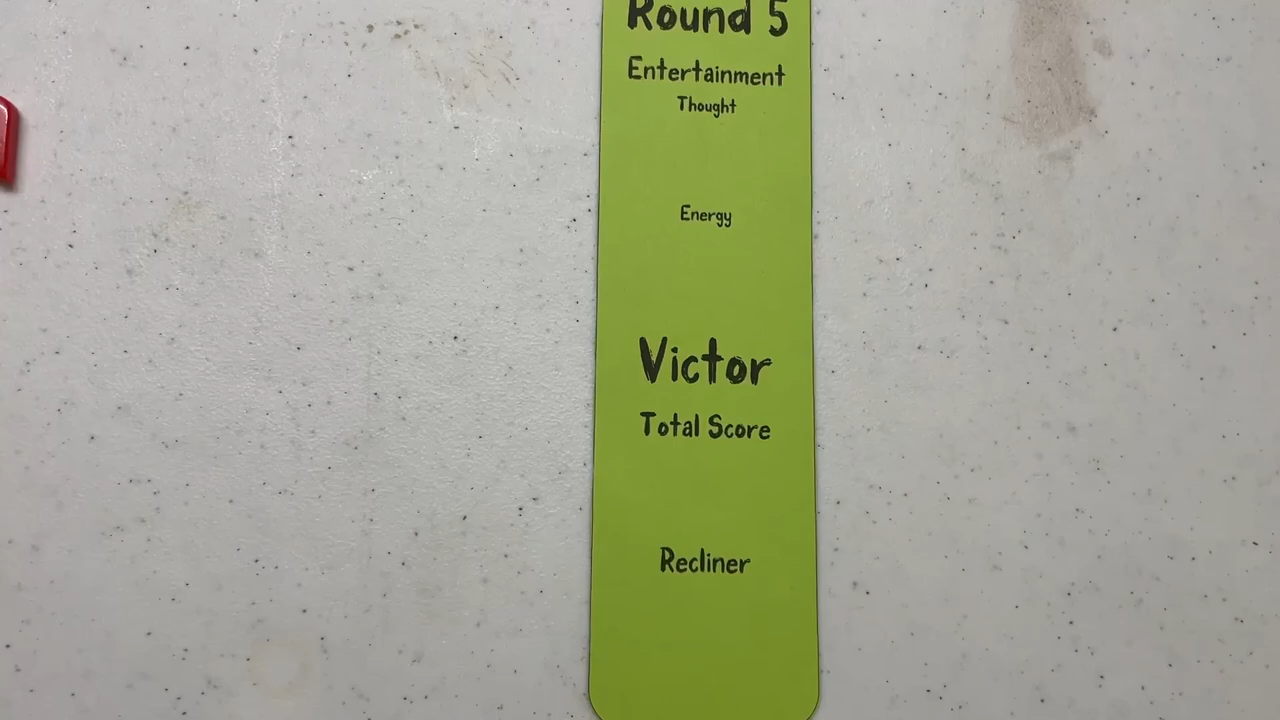 Round 5
Entertainment
Thought
Energy
Victor
Total Score
Recliner